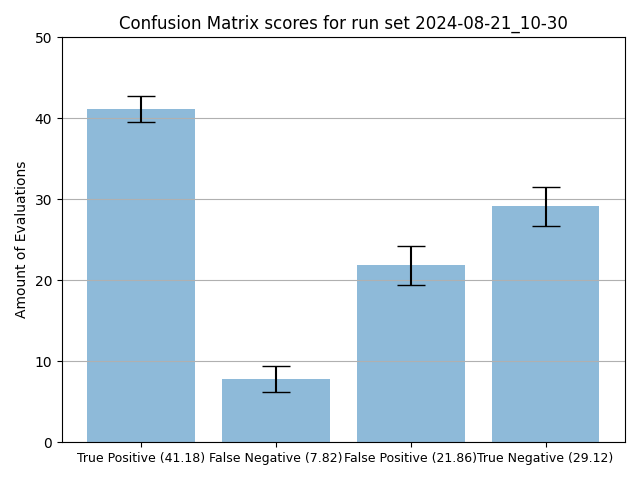 Confusion Matrix scores for run set 2024-08-21_10-30
Amount of Evaluations
50
40
30
20
10
0
True Positive (41.18) False Negative (7.82) False Positive (21.86) True Negative (29.12)